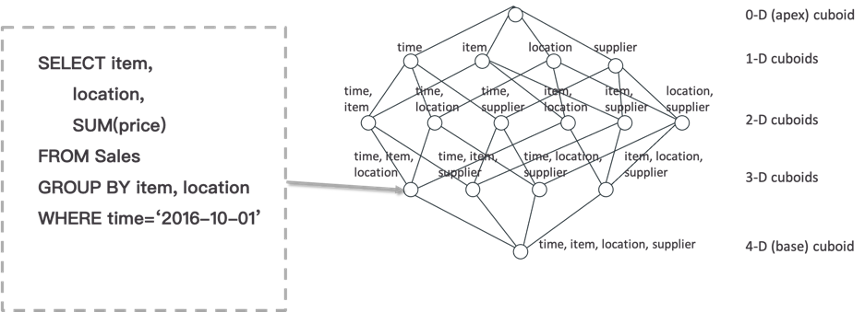 SELECT item,
location,
SUM(price)
FROM Sales
GROUP BY item, location
WHERE time=‘2016–10–01’
0-D (apex) cuboid
time
item
location
supplier
1-D cuboids
time,
item
time,
location
time,
supplier
item,
location
item,
supplier
location,
supplier
2-D cuboids
time, item,
location
time, item,
supplier
time, location,
supplier
item, location,
supplier
3-D cuboids
time, item, location, supplier
4-D (base) cuboid